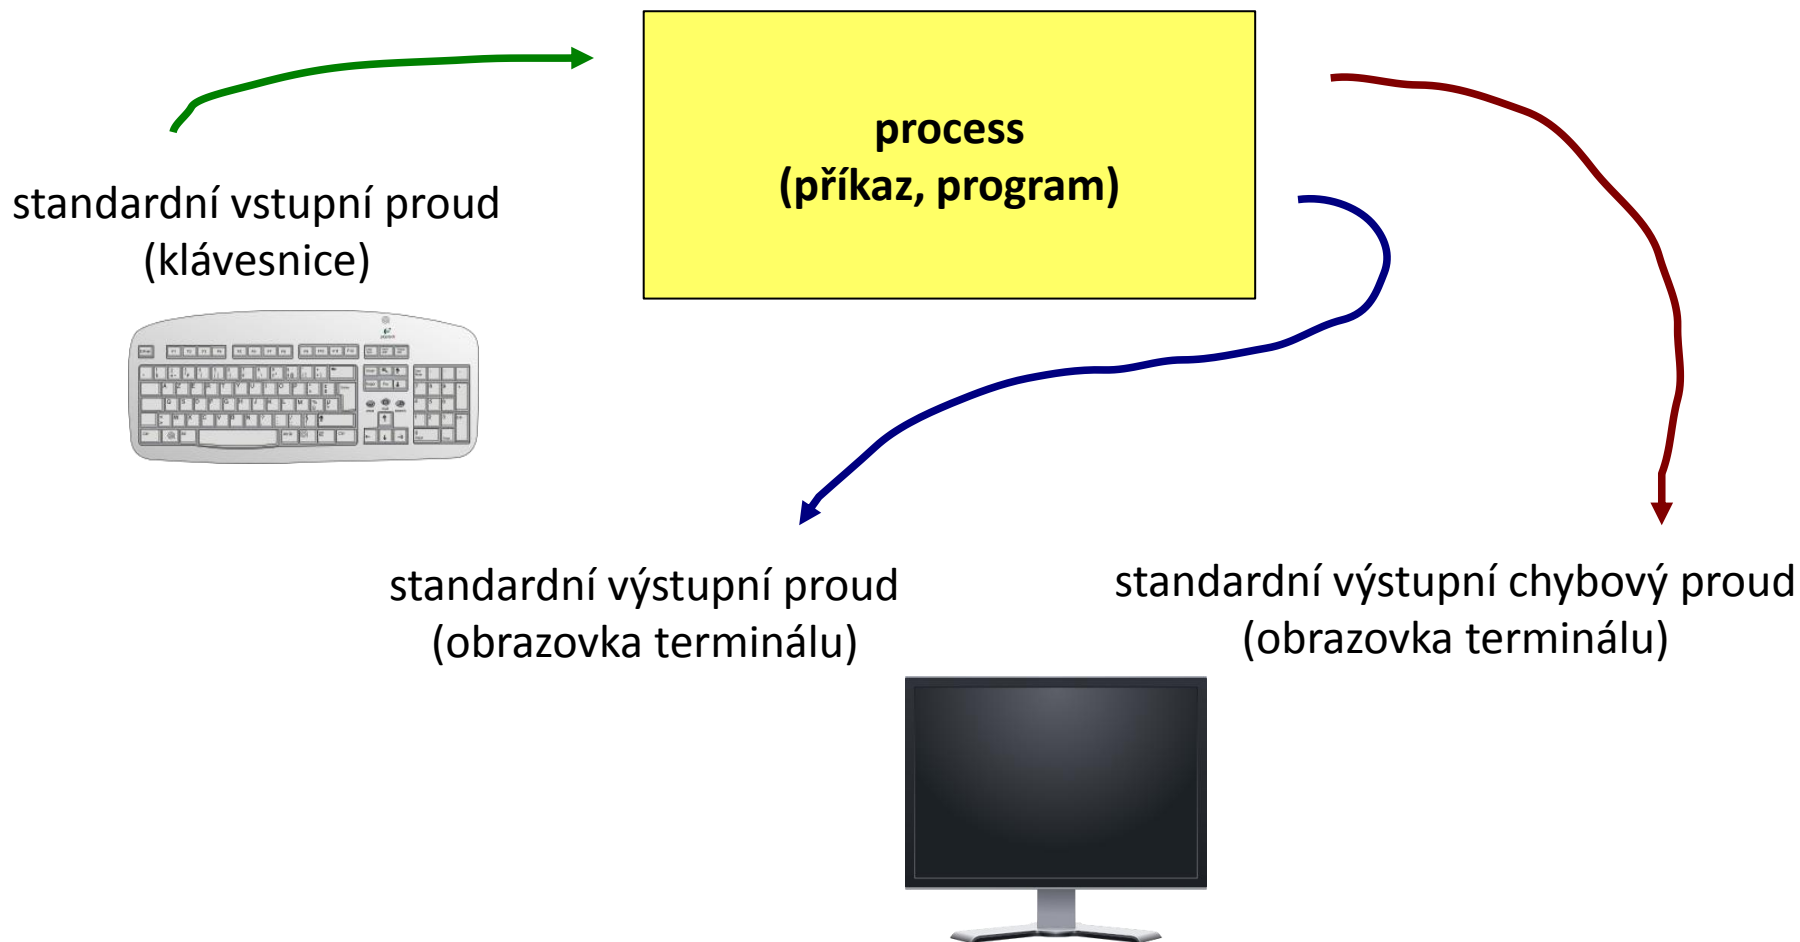 process
(příkaz, program)
standardní vstupní proud
(klávesnice)
standardní výstupní proud
(obrazovka terminálu)
standardní výstupní chybový proud
(obrazovka terminálu)